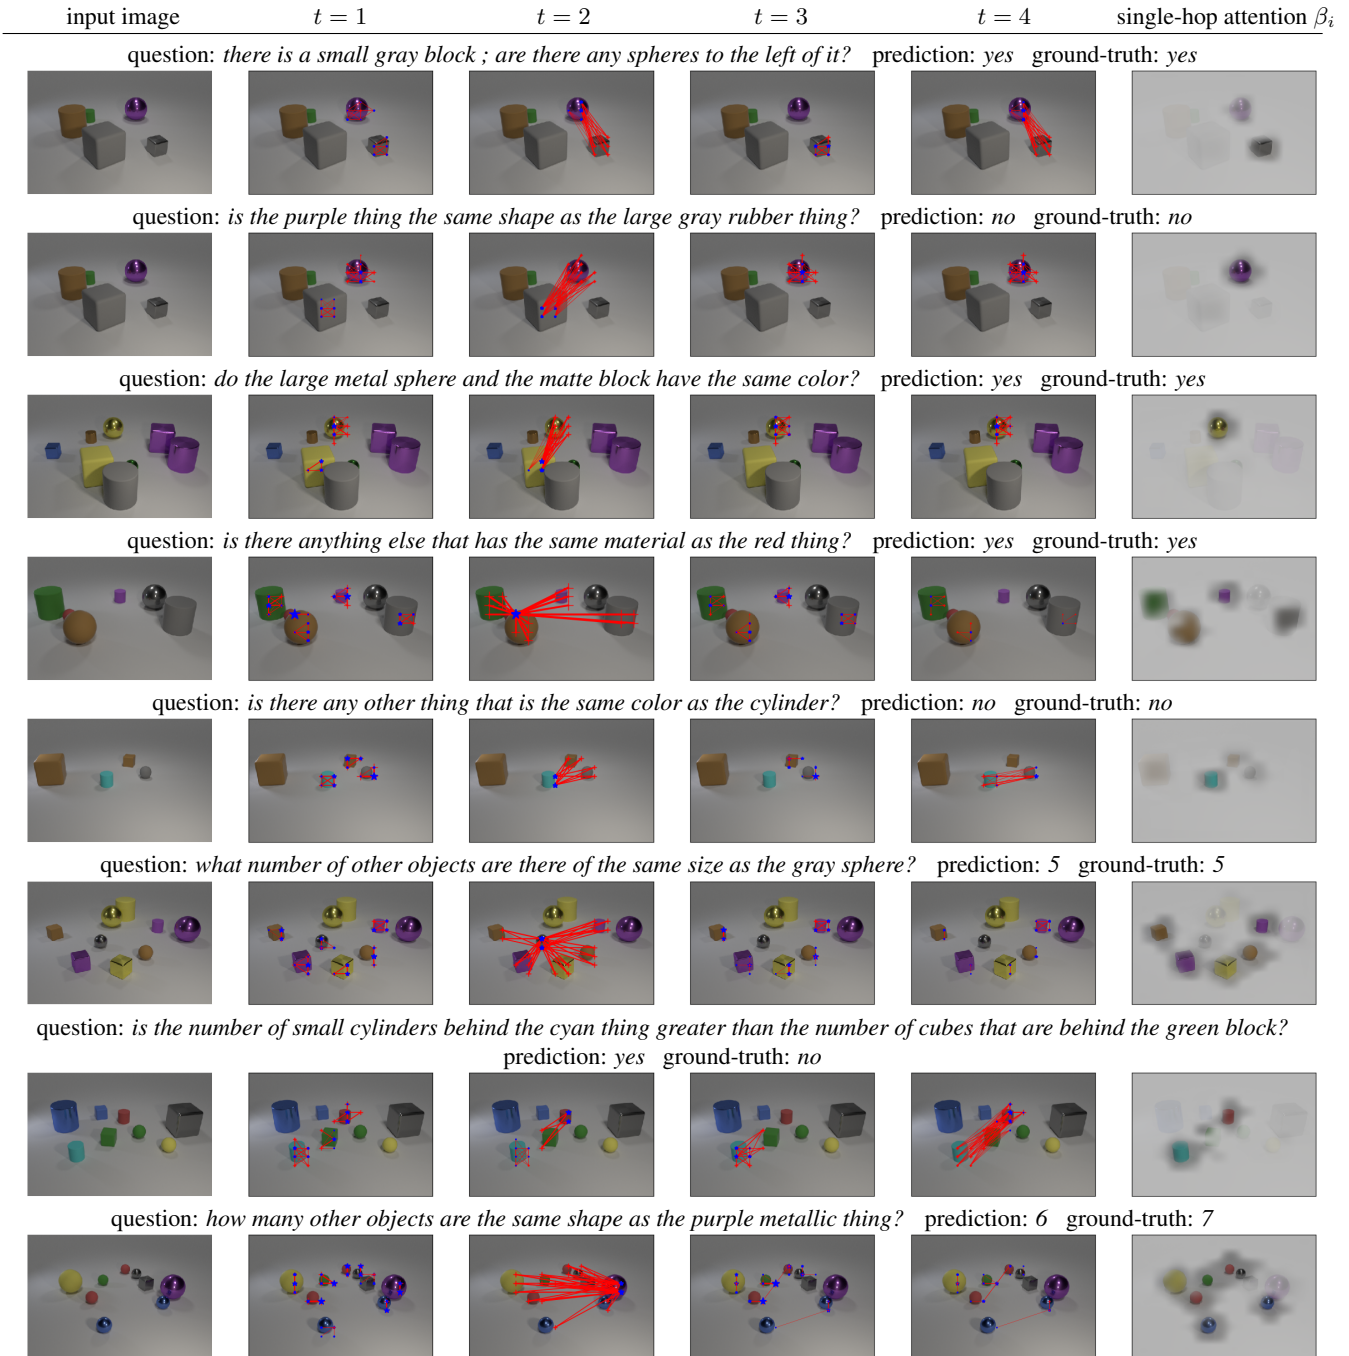 input image t = 1 t = 2 t = 3 t = 4 single-hop attention βi
question: there is a small gray block ; are there any spheres to the left of it? prediction: yes ground-truth: yes
question: is the purple thing the same shape as the large gray rubber thing? prediction: no ground-truth: no
question: do the large metal sphere and the matte block have the same color? prediction: yes ground-truth: yes
question: is there anything else that has the same material as the red thing? prediction: yes ground-truth: yes
question: is there any other thing that is the same color as the cylinder? prediction: no ground-truth: no
question: what number of other objects are there of the same size as the gray sphere? prediction: 5 ground-truth: 5
question: is the number of small cylinders behind the cyan thing greater than the number of cubes that are behind the green block?
prediction: yes ground-truth: no
question: how many other objects are the same shape as the purple metallic thing? prediction: 6 ground-truth: 7